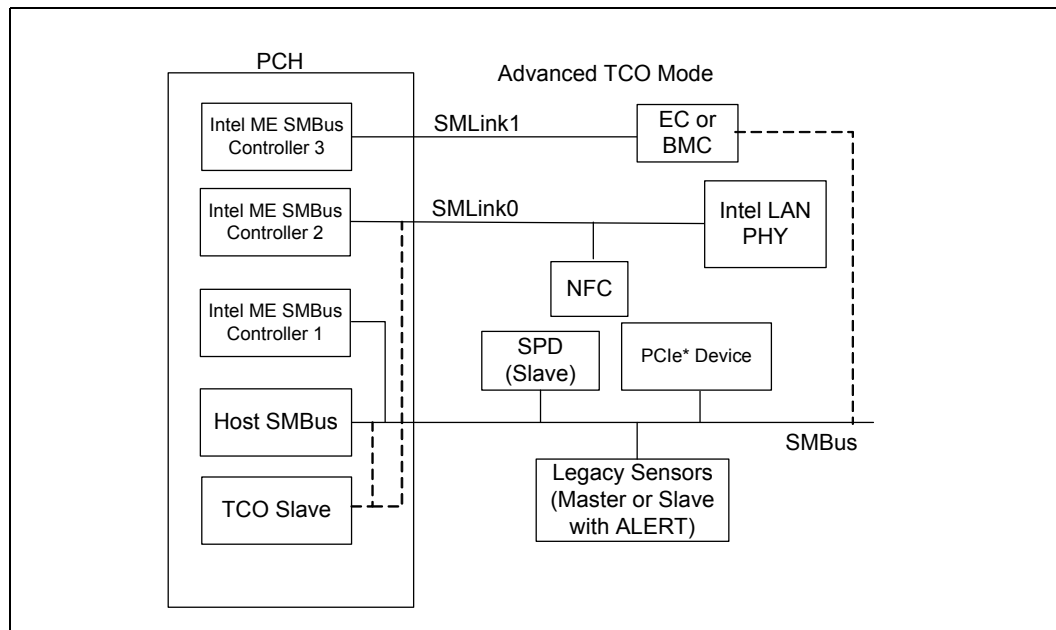 PCH
Advanced TCO Mode
Intel ME SMBus
Controller 3
SMLink1
EC or
BMC
Intel ME SMBus
Controller 2
SMLink0
Intel LAN
PHY
NFC
Intel ME SMBus
Controller 1
SPD
(Slave)
PCIe* Device
Host SMBus
SMBus
TCO Slave
Legacy Sensors
(Master or Slave
with ALERT)